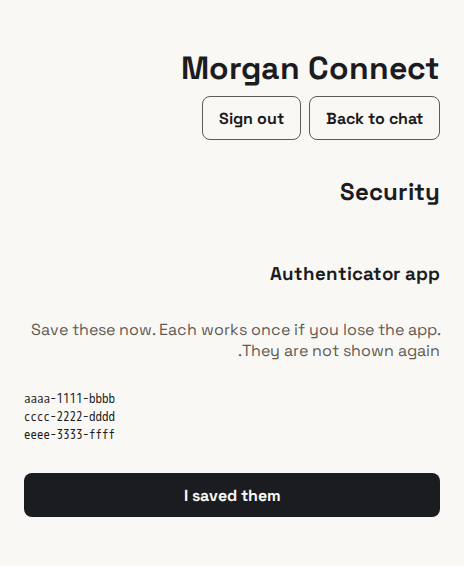 Morgan Connect
Back to chat
Sign out
Security
Authenticator app
Save these now. Each works once if you lose the app.
They are not shown again.
aaaa-1111-bbbb
cccc-2222-dddd
eeee-3333-ffff
I saved them